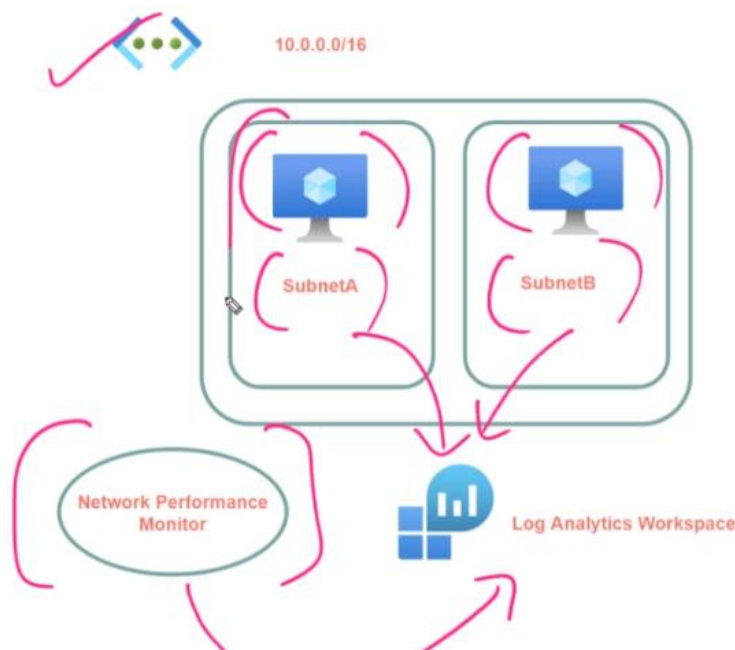 10.0.0.0/16
SubnetA
SubnetB
Network Performance
Monitor
Log Analytics Workspace